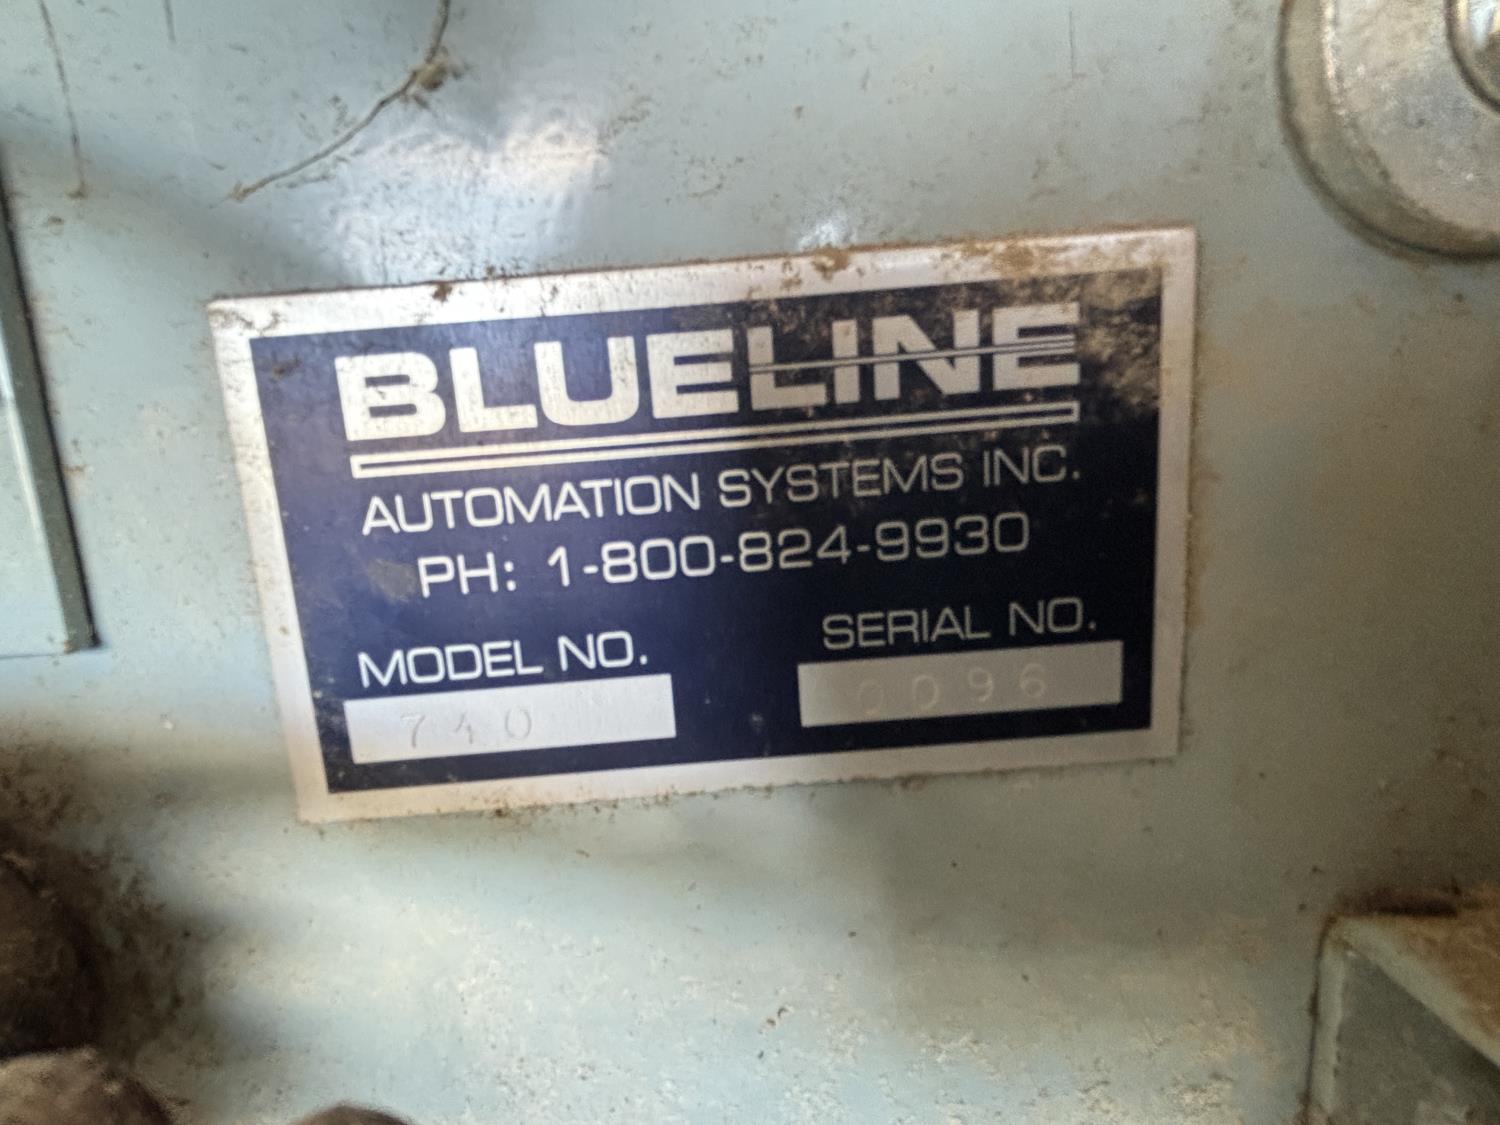 BLUELINE
AUTOMATION SYSTEMS INC.
PH: 1-800-824-9930
MODEL NO. SERIAL NO.
740 0096